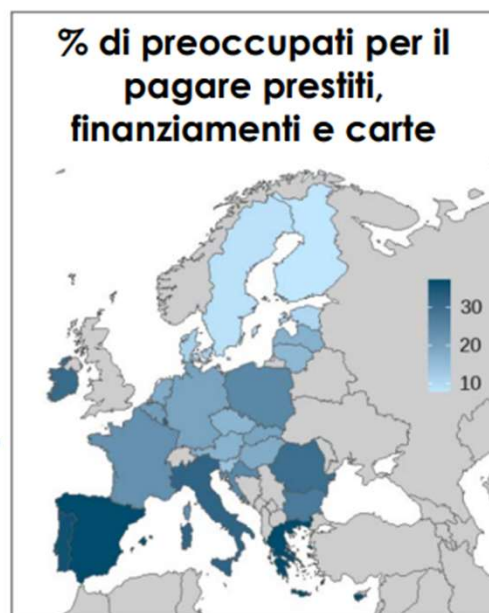 % di preoccupati per il
pagare prestiti,
finanziamenti e carte
30
20
10